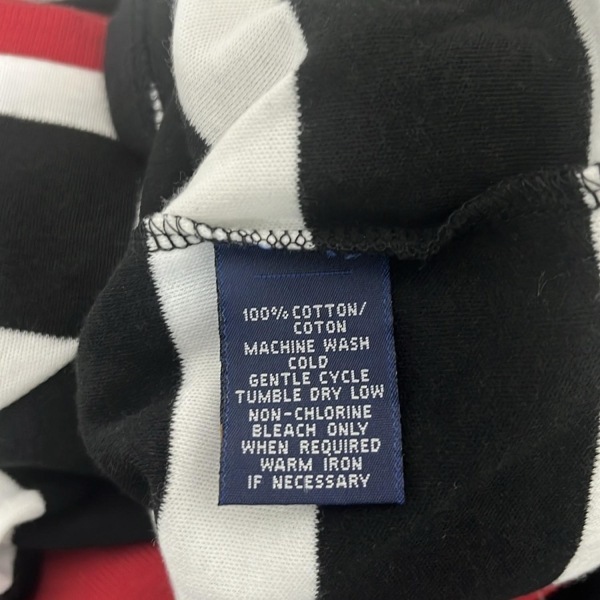 100% COTTON/
COTON
MACHINE WASH
COLD
GENTLE CYCLE
TUMBLE DRY LOW
NON-CHLORINE
BLEACH ONLY
WHEN REQUIRED
WARM IRON
IF NECESSARY